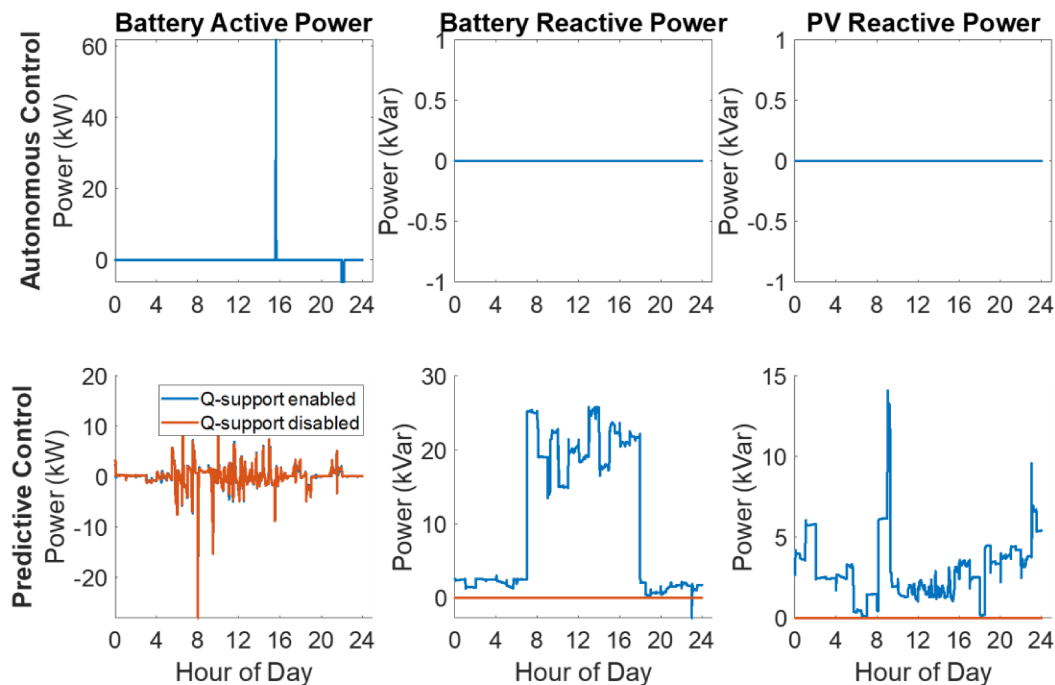 Battery Active Power
Battery Reactive Power
PV Reactive Power
Autonomous Control
Power (kW)
60
40
20
0
0 4 8 12 16 20 24
Power (kVar)
1
0.5
0
-0.5
-1
0 4 8 12 16 20 24
Power (kVar)
1
0.5
0
-0.5
-1
0 4 8 12 16 20 24
Predictive Control
Power (kW)
20
10
0
-10
-20
Q-support enabled
Q-support disabled
0 4 8 12 16 20 24
Hour of Day
Power (kVar)
30
20
10
0
0 4 8 12 16 20 24
Hour of Day
Power (kVar)
15
10
5
0
0 4 8 12 16 20 24
Hour of Day